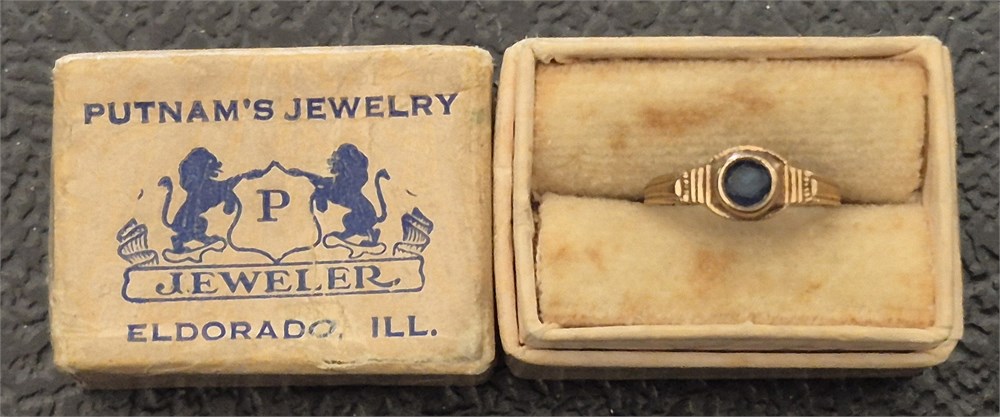 PUTNAM'S JEWELRY
P
JEWELER.
ELDORADO, ILL.